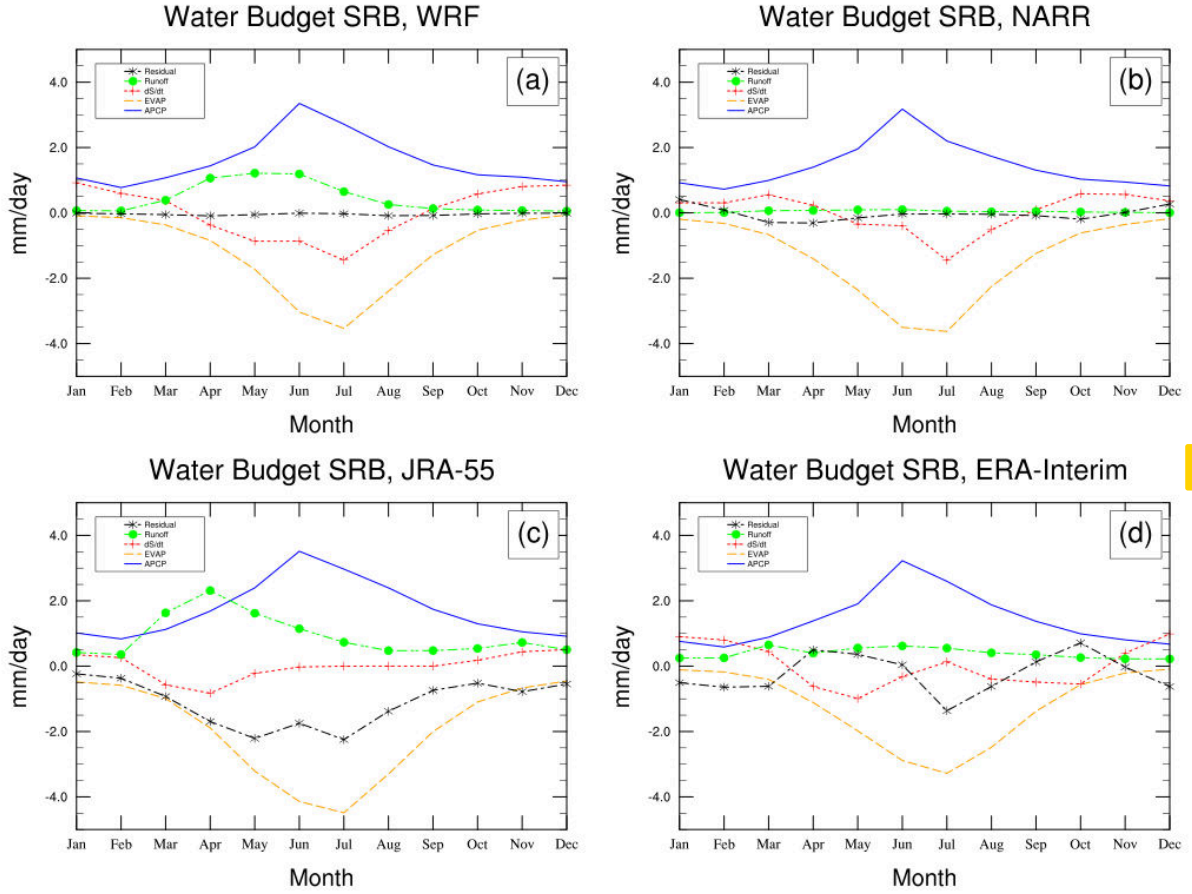 Water Budget SRB, WRF
mm/day
4.0
2.0
0.0
-2.0
-4.0
Residual
Runoff
dS/dt
EVAP
APCP
(a)
Jan Feb Mar Apr May Jun Jul Aug Sep Oct Nov Dec
Month
Water Budget SRB, NARR
mm/day
4.0
2.0
0.0
-2.0
-4.0
Residual
Runoff
dS/dt
EVAP
APCP
(b)
Jan Feb Mar Apr May Jun Jul Aug Sep Oct Nov Dec
Month
Water Budget SRB, JRA-55
mm/day
4.0
2.0
0.0
-2.0
-4.0
Residual
Runoff
dS/dt
EVAP
APCP
(c)
Jan Feb Mar Apr May Jun Jul Aug Sep Oct Nov Dec
Month
Water Budget SRB, ERA-Interim
mm/day
4.0
2.0
0.0
-2.0
-4.0
Residual
Runoff
dS/dt
EVAP
APCP
(d)
Jan Feb Mar Apr May Jun Jul Aug Sep Oct Nov Dec
Month